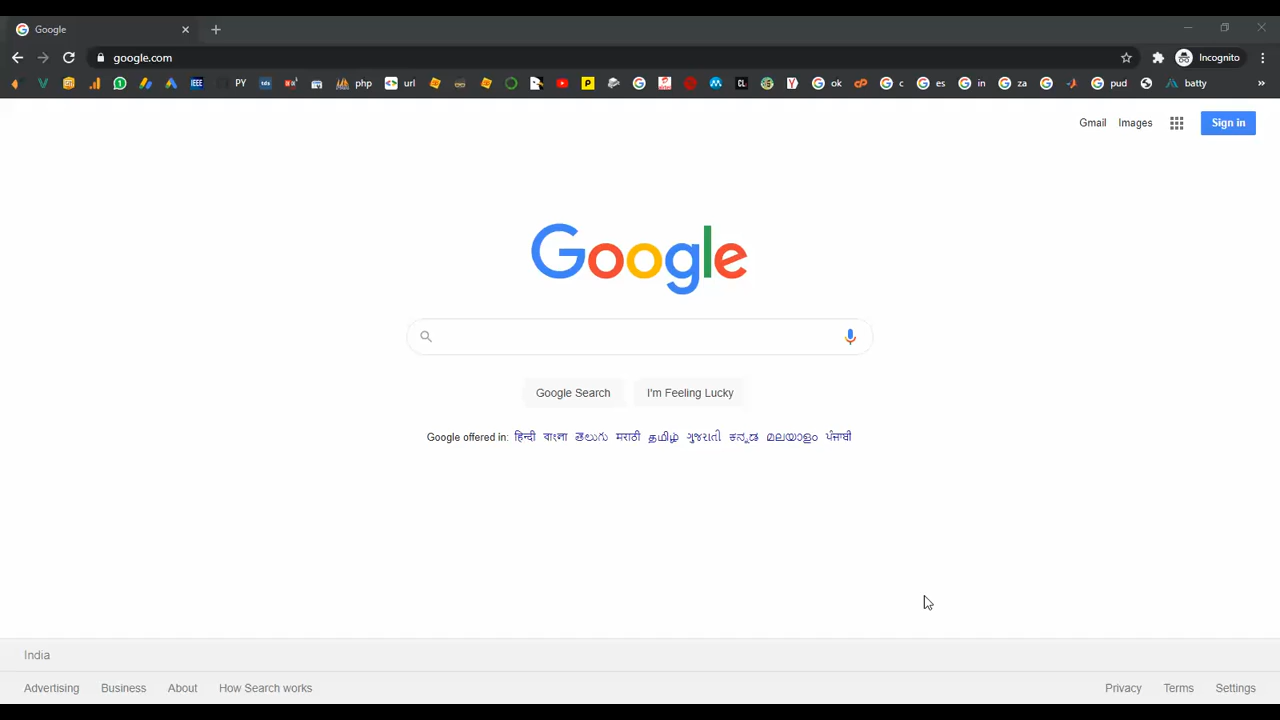 Google
google.com
Incognito
PY php url ok c es in za pud batty »
Gmail Images Sign in
Google
Google Search I'm Feeling Lucky
Google offered in: हिन्दी বাংলা తెలుగు मराठी தமிழ் ગુજરાતી ಕನ್ನಡ മലയാളം ਪੰਜਾਬੀ
India
Advertising Business About How Search works Privacy Terms Settings